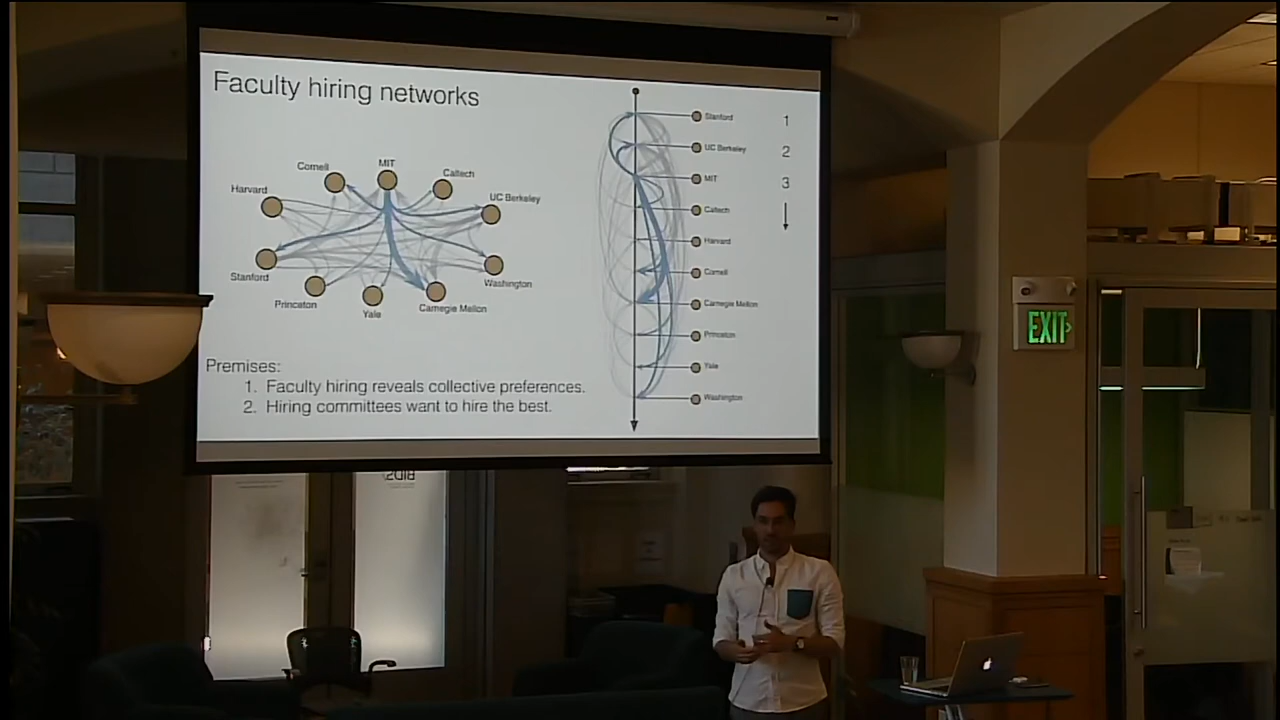 Faculty hiring networks
MIT
Cornell
Caltech
Harvard
UC Berkeley
Stanford
Washington
Princeton
Carnegie Mellon
Yale
Premises:
1. Faculty hiring reveals collective preferences.
2. Hiring committees want to hire the best.
Stanford 1
UC Berkeley 2
MIT 3
Caltech
Harvard
Cornell
Carnegie Mellon
Princeton
Yale
Washington
BIDS
EXIT